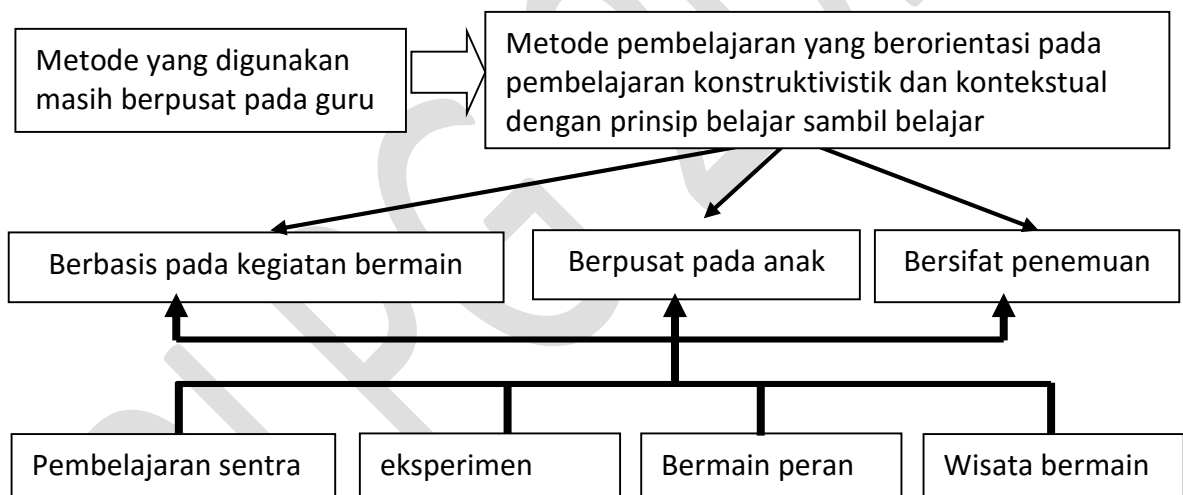 Metode yang digunakan
masih berpusat pada guru
Metode pembelajaran yang berorientasi pada
pembelajaran konstruktivistik dan kontekstual
dengan prinsip belajar sambil belajar
Berbasis pada kegiatan bermain
Berpusat pada anak
Bersifat penemuan
Pembelajaran sentra
eksperimen
Bermain peran
Wisata bermain